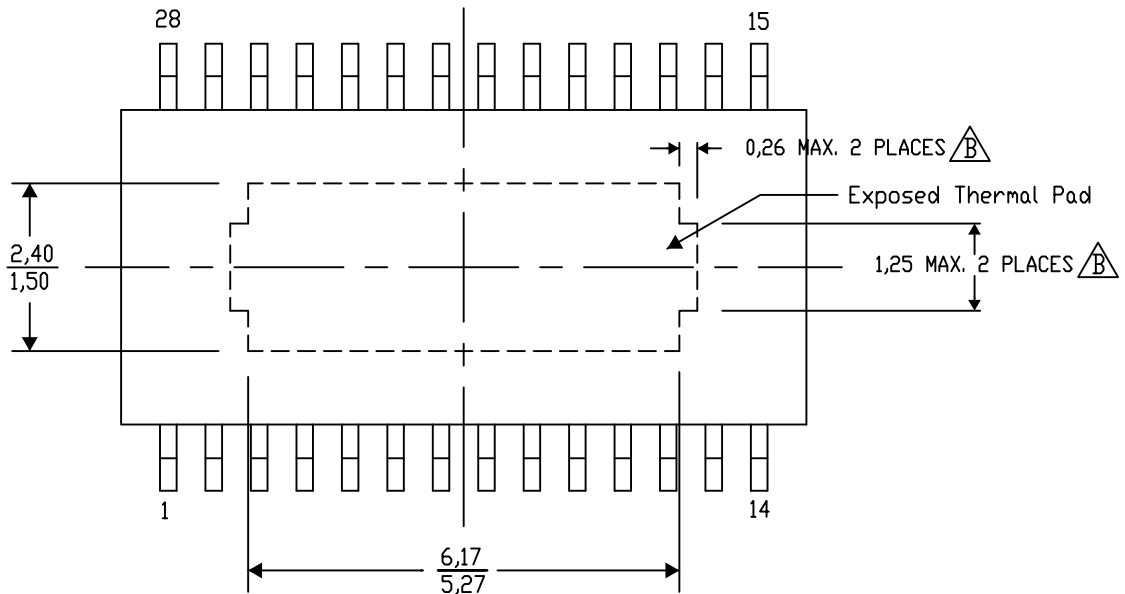 28
15
0,26 MAX. 2 PLACES B
Exposed Thermal Pad
2,40
1,50
1,25 MAX. 2 PLACES B
1
14
6,17
5,27